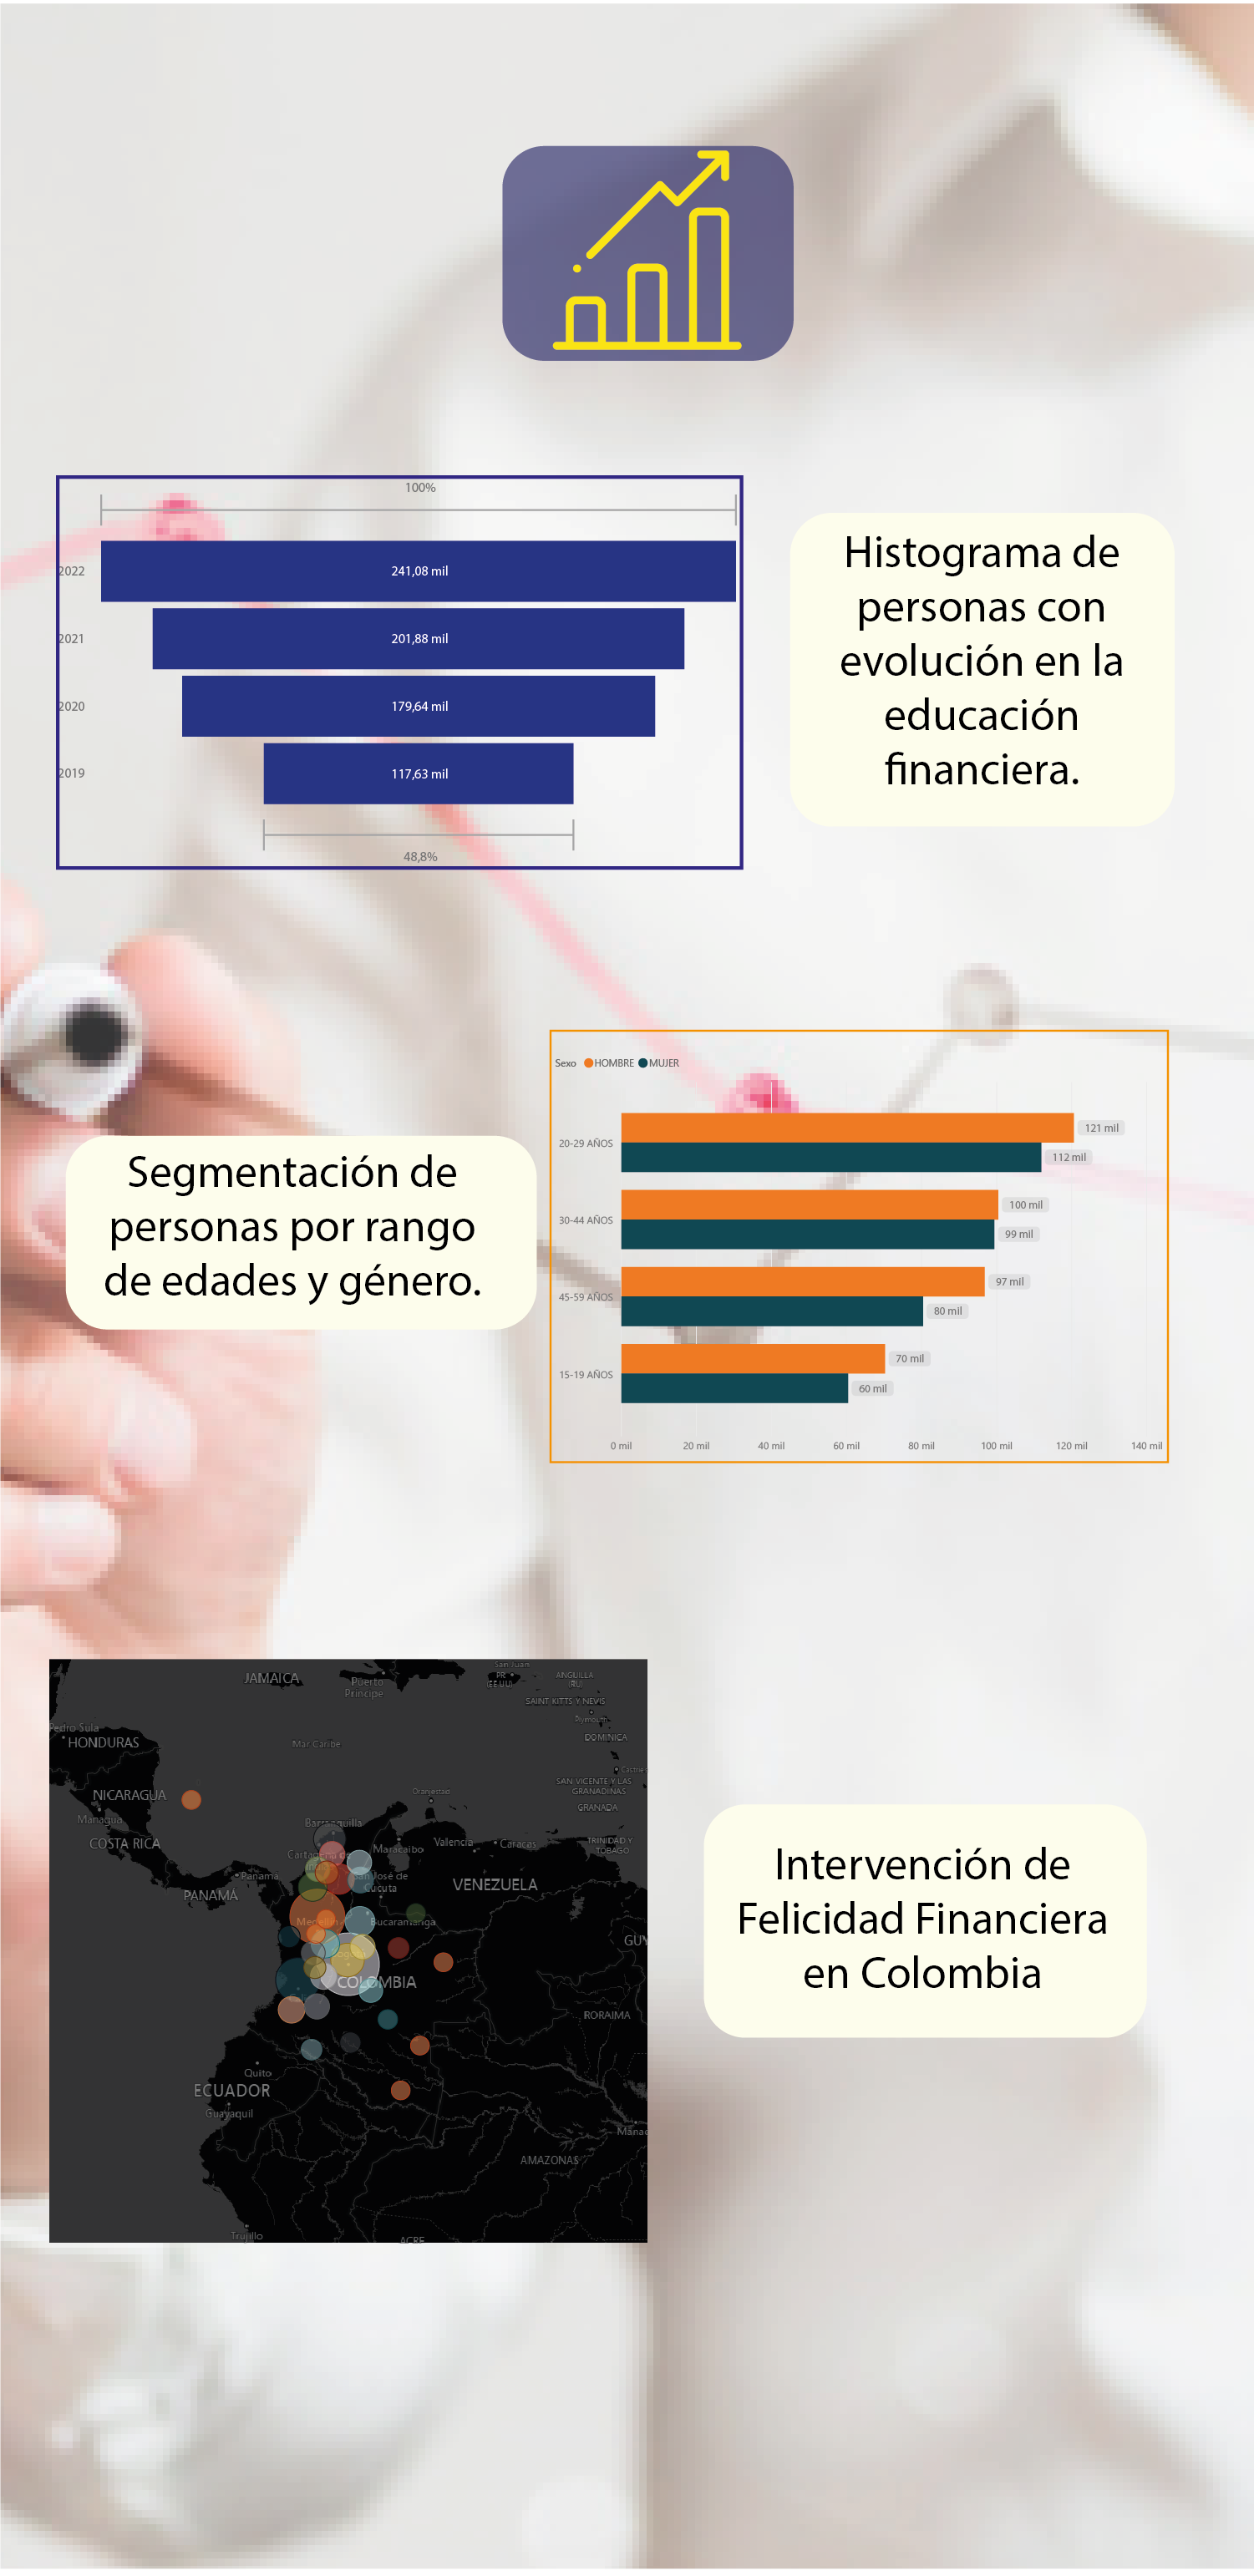 100%
2022
241,08 mil
2021
201,88 mil
2020
179,64 mil
2019
117,63 mil
48,8%
Histograma de
personas con
evolución en la
educación
financiera.
Segmentación de
personas por rango
de edades y género.
Sexo HOMBRE MUJER
20-29 AÑOS
121 mil
112 mil
30-44 AÑOS
100 mil
99 mil
45-59 AÑOS
97 mil
80 mil
15-19 AÑOS
70 mil
60 mil
0 mil 20 mil 40 mil 60 mil 80 mil 100 mil 120 mil 140 mil
San Juan
JAMAICA
Puerto
Príncipe
PR
(EE UU)
ANGUILLA
(RU)
SAINT KITTS Y NEVIS
Plymouth
Pedro Sula
HONDURAS
Mar Caribe
DOMINICA
Castries
SAN VICENTE Y LAS
GRANADINAS
NICARAGUA
Oranjestad
GRANADA
Managua
Barranquilla
COSTA RICA
Cartagena de
Maracaibo
Valencia
Caracas
TRINIDAD Y
TOBAGO
Panamá
San José de
Cúcuta
PANAMÁ
VENEZUELA
Medellín
Bucaramanga
GUY
COLOMBIA
RORAIMA
Quito
ECUADOR
Guayaquil
Mana
AMAZONAS
Trujillo
ACRE
Intervención de
Felicidad Financiera
en Colombia